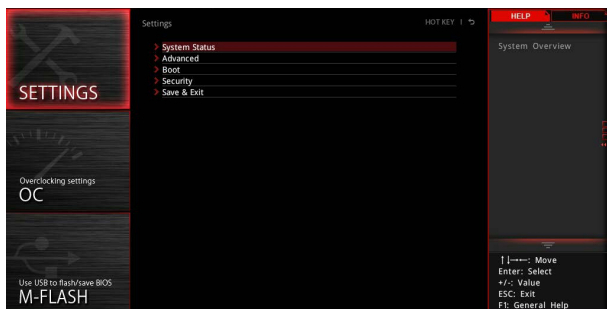 Settings
HOT KEY | ↩
HELP
INFO
System Status
Advanced
Boot
Security
Save & Exit
System Overview
SETTINGS
Overclocking settings
OC
Use USB to flash/save BIOS
M-FLASH
↑↓→←: Move
Enter: Select
+/-: Value
ESC: Exit
F1: General Help